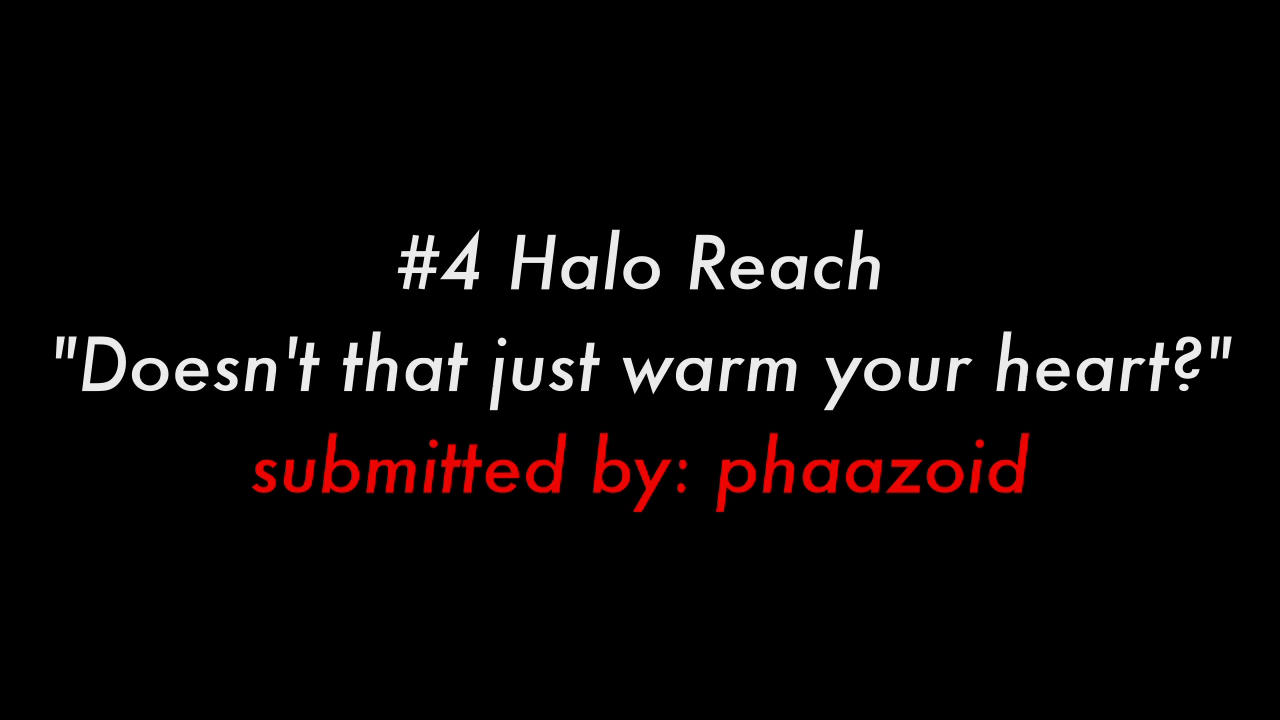 #4 Halo Reach
"Doesn't that just warm your heart?"
submitted by: phaazoid